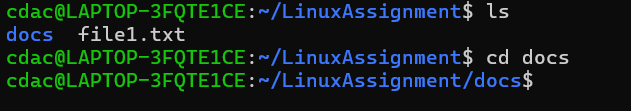 cdac@LAPTOP-3FQTE1CE:~/LinuxAssignment$ ls
docs  file1.txt
cdac@LAPTOP-3FQTE1CE:~/LinuxAssignment$ cd docs
cdac@LAPTOP-3FQTE1CE:~/LinuxAssignment/docs$